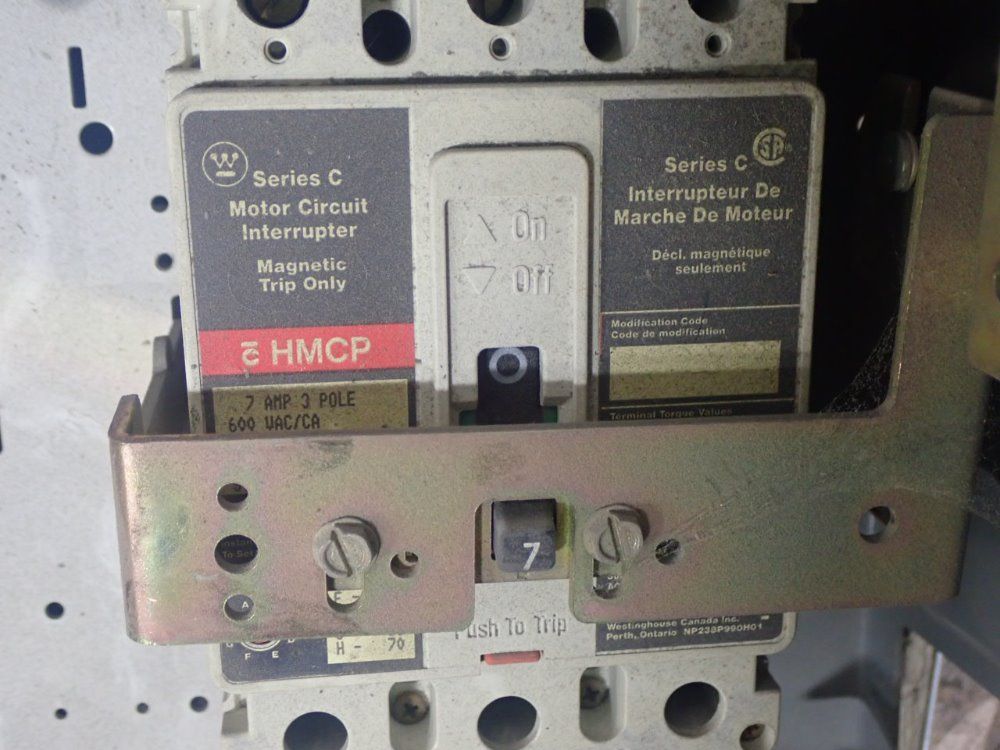 Series C
Motor Circuit
Interrupter
Magnetic
Trip Only
HMCP
7 AMP 3 POLE
600 VAC/CA
On
Off
O
7
Push To Trip
Series C
Interrupteur De
Marche De Moteur
Décl. magnétique
seulement
Modification Code
Code de modification
Terminal Torque Values
To Set
A
E -
F E
H - 70
Westinghouse Canada Inc.
Perth, Ontario NP238P990H01